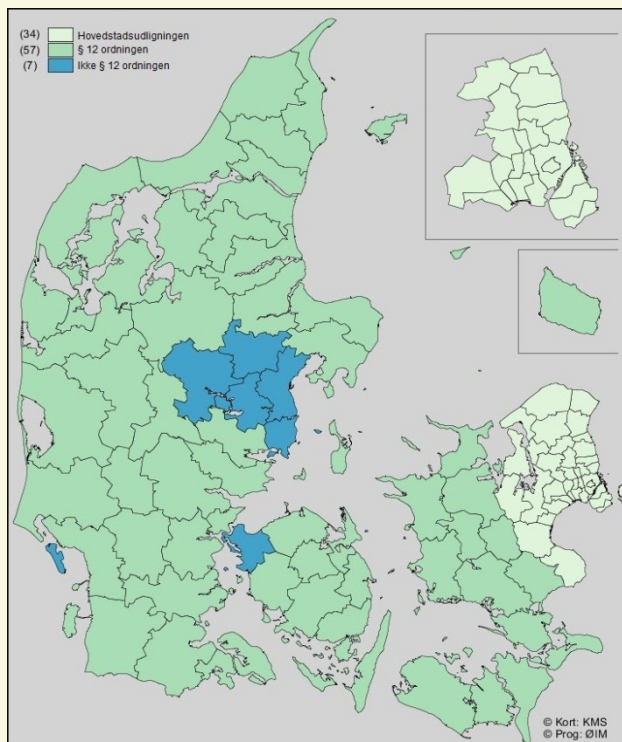 (34) Hovedstadsudligningen
(57) § 12 ordningen
(7) Ikke § 12 ordningen
© Kort: KMS
© Prog: ØIM